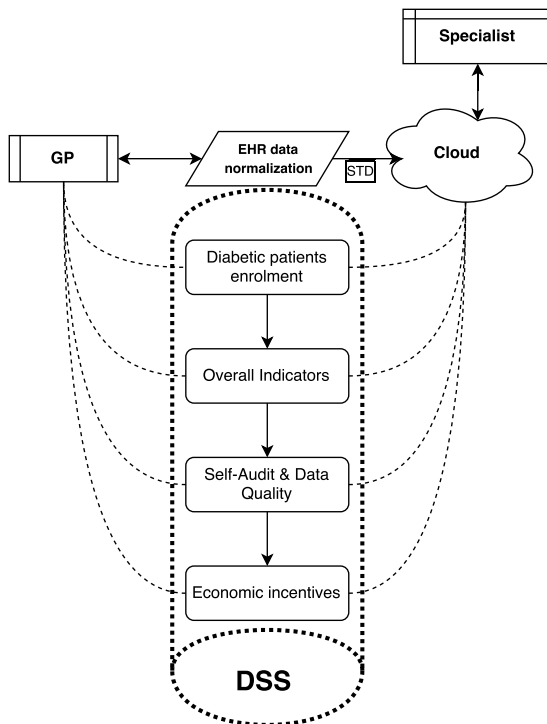 Specialist
GP
EHR data
normalization
STD
Cloud
Diabetic patients
enrolment
Overall Indicators
Self-Audit & Data
Quality
Economic incentives
DSS